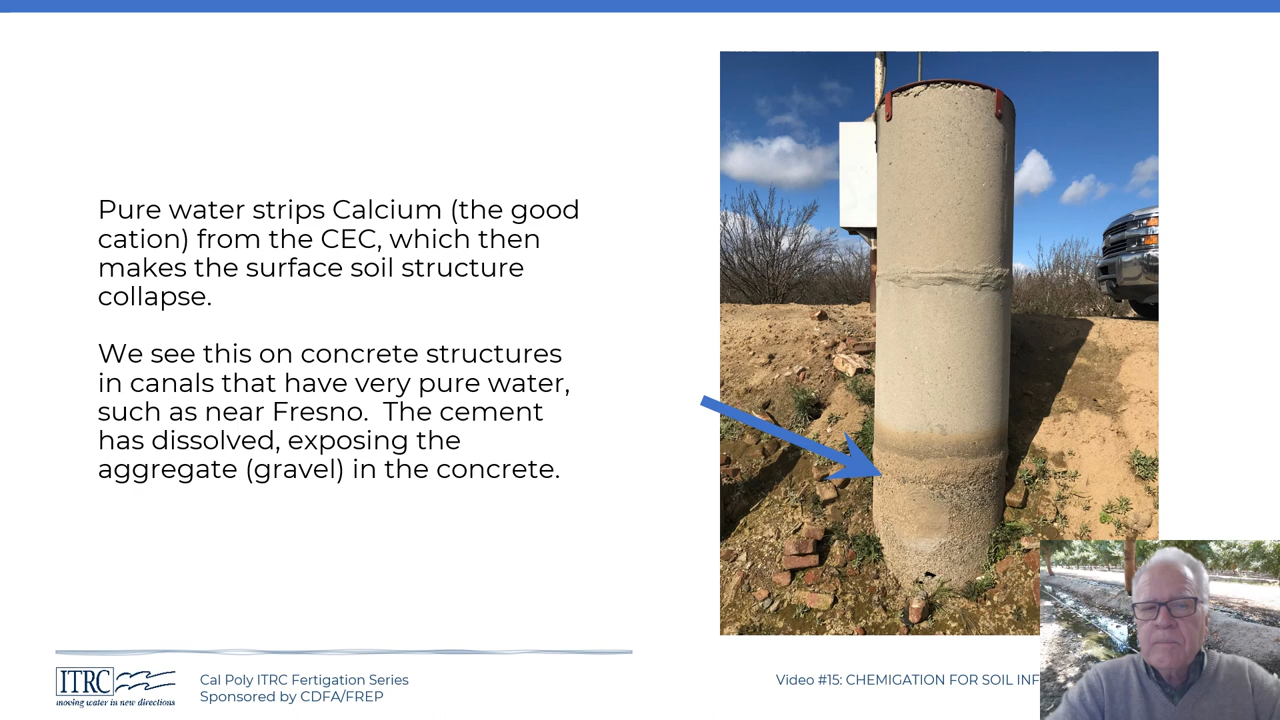 Pure water strips Calcium (the good
cation) from the CEC, which then
makes the surface soil structure
collapse.
We see this on concrete structures
in canals that have very pure water,
such as near Fresno.  The cement
has dissolved, exposing the
aggregate (gravel) in the concrete.
ITRC
moving water in new directions
Cal Poly ITRC Fertigation Series
Sponsored by CDFA/FREP
Video #15: CHEMIGATION FOR SOIL INF